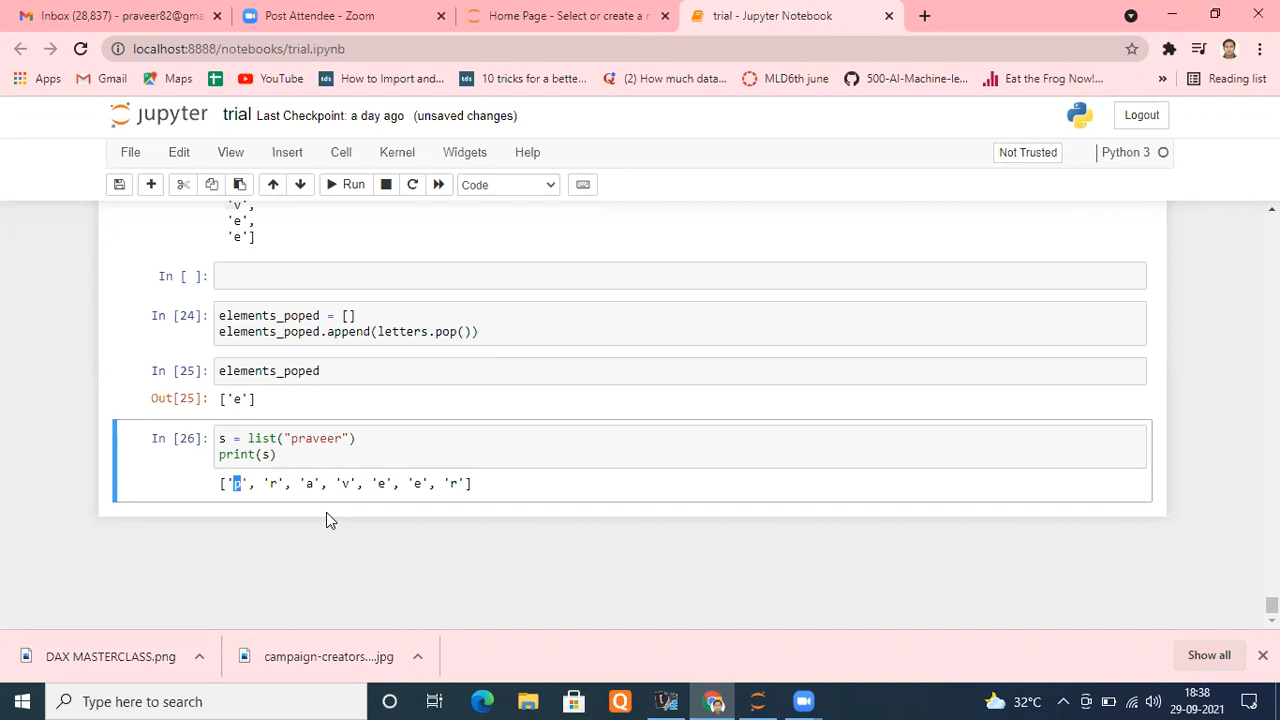 Inbox (28,837) - praveer82@gma
Post Attendee - Zoom
Home Page - Select or create a n
trial - Jupyter Notebook
localhost:8888/notebooks/trial.ipynb
Apps
Gmail
Maps
YouTube
tds How to Import and...
tds 10 tricks for a bette...
(2) How much data...
MLD6th june
500-AI-Machine-le...
Eat the Frog Now!...
»
Reading list
jupyter
trial Last Checkpoint: a day ago (unsaved changes)
Logout
File Edit View Insert Cell Kernel Widgets Help
Not Trusted
Python 3
Run
Code
'v',
'e',
'e']
In [ ]:
In [24]: elements_poped = []
elements_poped.append(letters.pop())
In [25]: elements_poped
Out[25]: ['e']
In [26]: s = list("praveer")
print(s)
['p', 'r', 'a', 'v', 'e', 'e', 'r']
DAX MASTERCLASS.png
campaign-creators....jpg
Show all
Type here to search
Q
32°C
18:38
29-09-2021